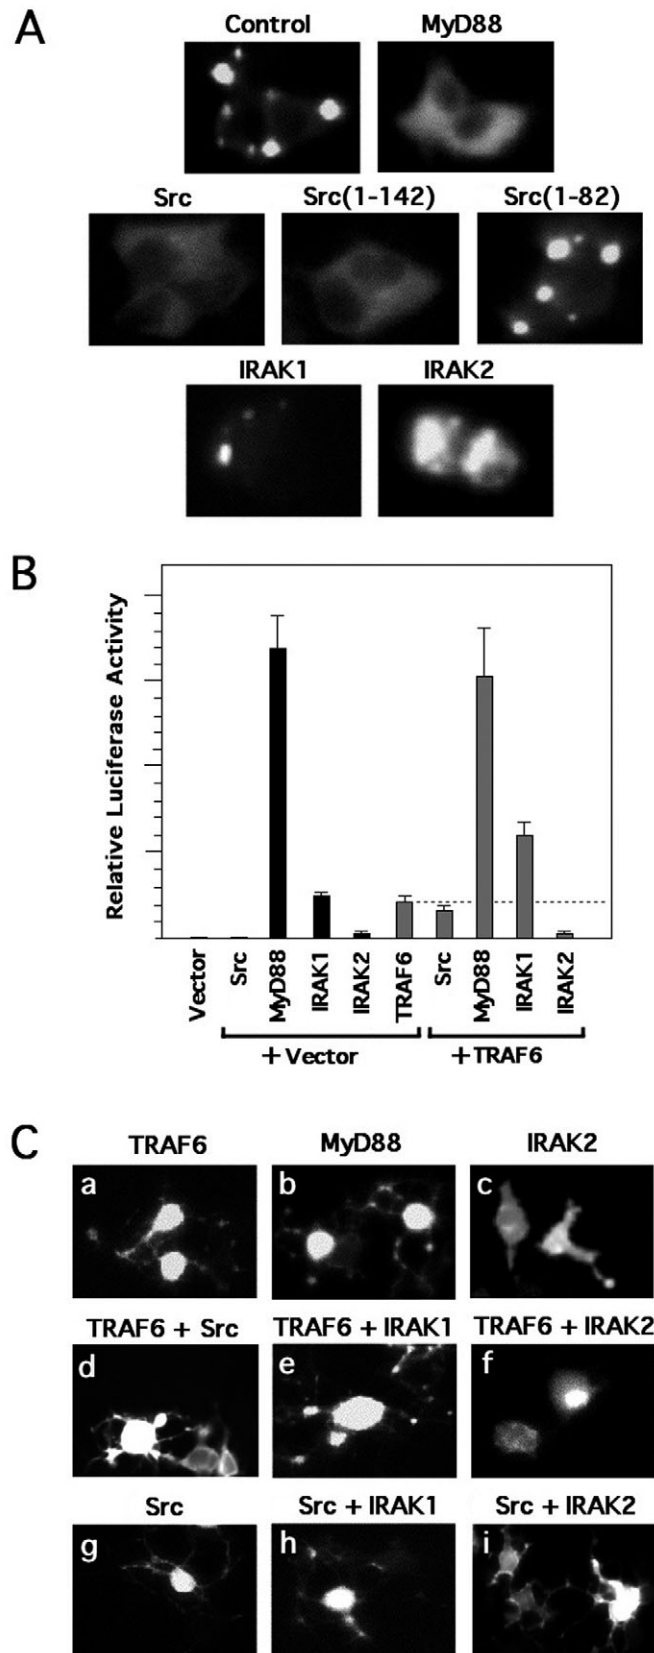 A
Control MyD88
Src Src(1-142) Src(1-82)
IRAK1 IRAK2
B
Relative Luciferase Activity
Vector Src MyD88 IRAK1 IRAK2 TRAF6 Src MyD88 IRAK1 IRAK2
+Vector +TRAF6
C
TRAF6 MyD88 IRAK2
a b c
TRAF6 + Src TRAF6 + IRAK1 TRAF6 + IRAK2
d e f
Src Src + IRAK1 Src + IRAK2
g h i